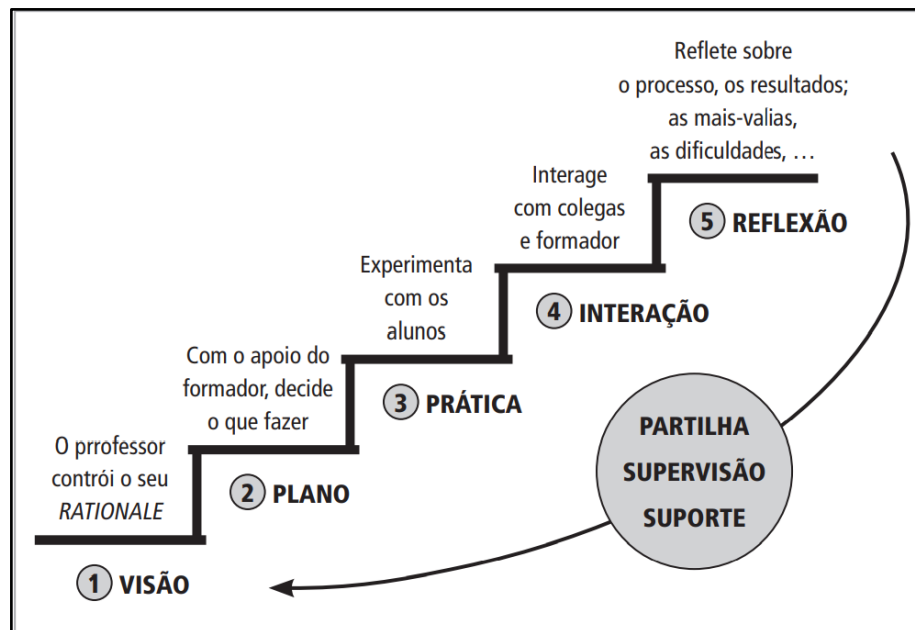 O prrofessor
contrói o seu
RATIONALE
1 VISÃO
Com o apoio do
formador, decide
o que fazer
2 PLANO
Experimenta
com os
alunos
3 PRÁTICA
Interage
com colegas
e formador
4 INTERAÇÃO
Reflete sobre
o processo, os resultados;
as mais-valias,
as dificuldades, ...
5 REFLEXÃO
PARTILHA
SUPERVISÃO
SUPORTE